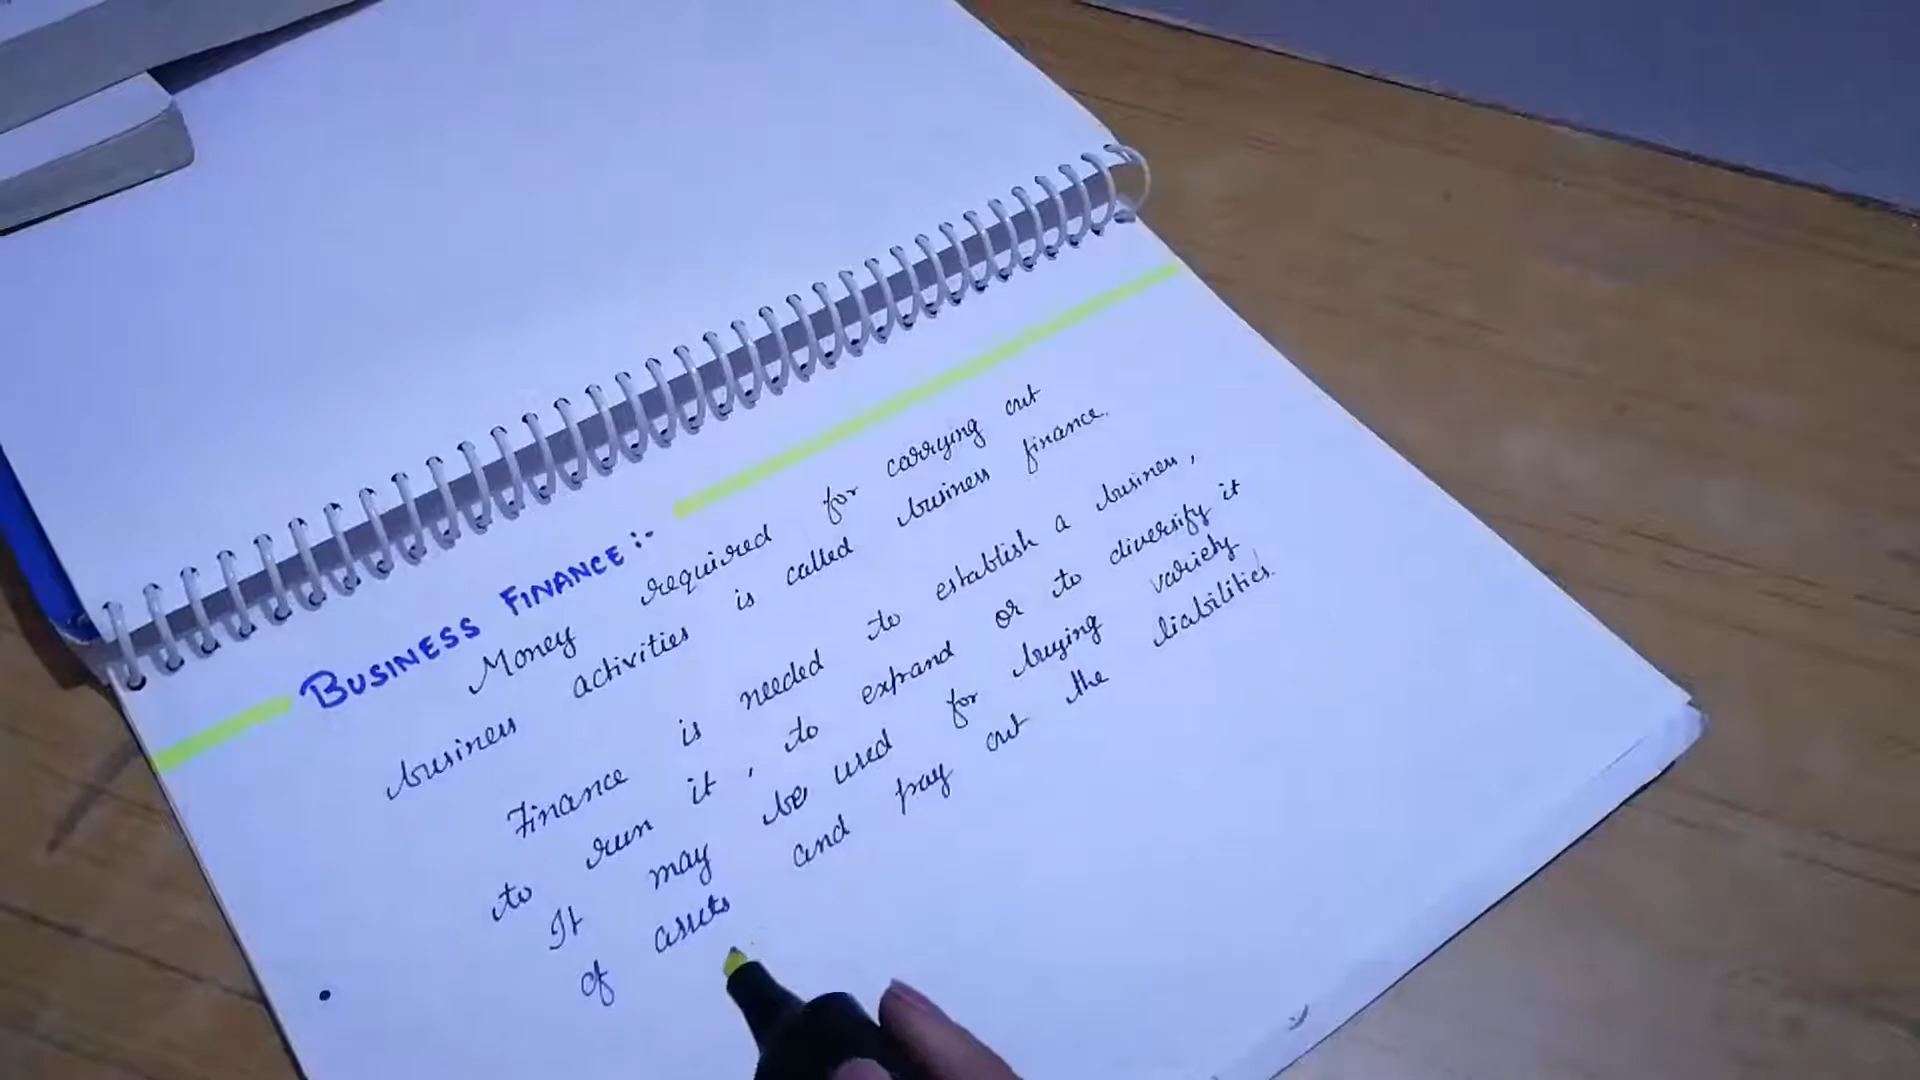 BUSINESS FINANCE :-
Money required for carrying out
business activities is called business finance.
Finance is needed to establish a business,
to run it, to expand or to diversify it
It may be used for buying variety
of assets and pay out the liabilities.